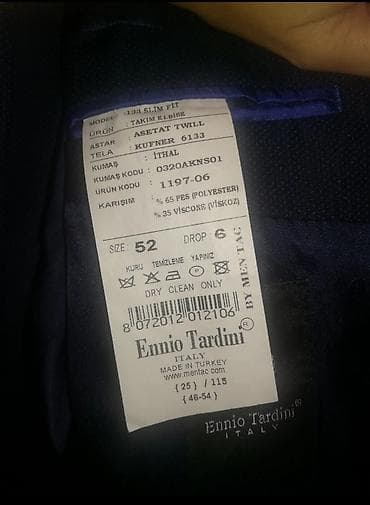 MODEL : 133 SLIM FIT
ÜRÜN : TAKIM ELBİSE
ASTAR : ASETAT TWILL
TELA : KUFNER 6133
KUMAŞ : İTHAL
KUMAŞ KODU : 0320AKNS01
ÜRÜN KODU : 1197-06
KARIŞIM : % 65 PES (POLYESTER)
% 35 VİSCONE (VİSKOZ)
SIZE : 52 DROP 6
KURU TEMİZLEME YAPINIZ
DRY CLEAN ONLY
8 072012 012106
BY MEN TAC
Ennio Tardini®
ITALY
MADE IN TURKEY
www.mentac.com
( 25 ) / 115
( 46-54 )
Ennio Tardini®
ITALY